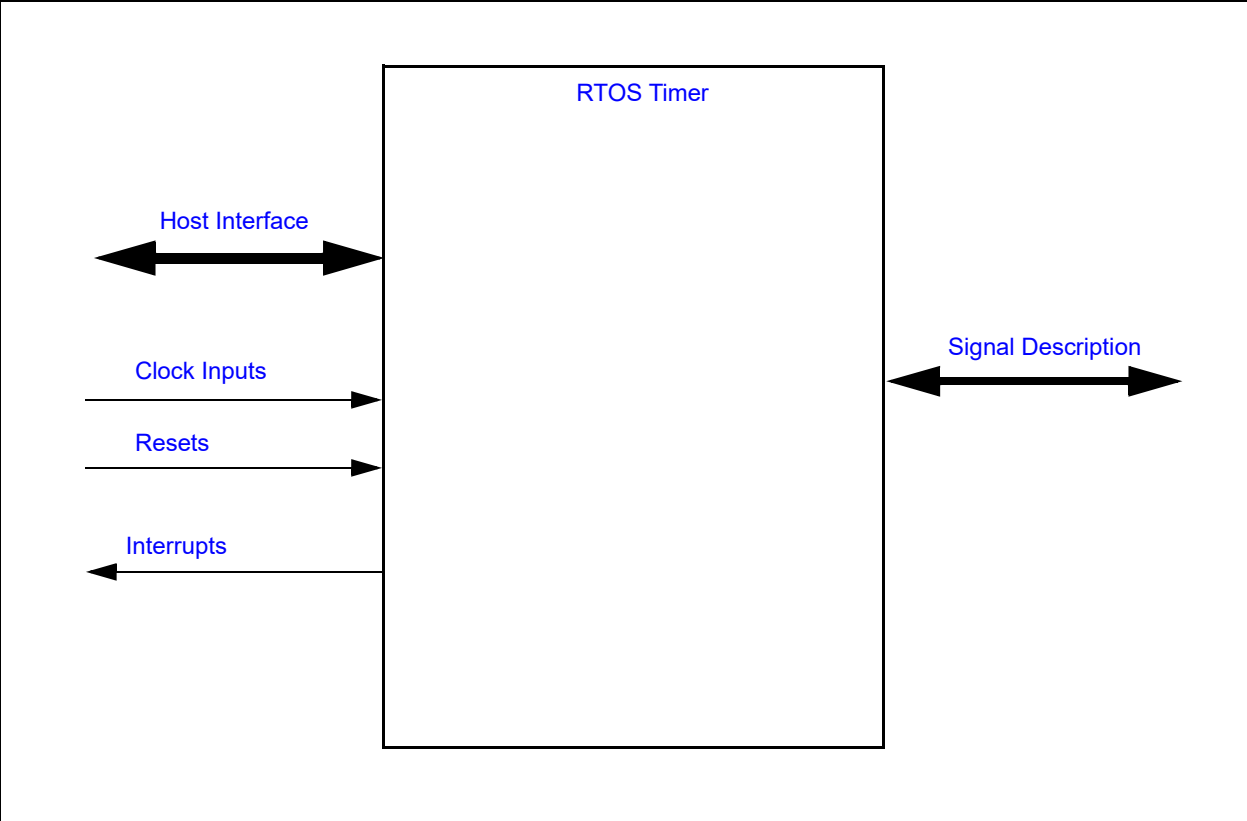 RTOS Timer
Host Interface
Signal Description
Clock Inputs
Resets
Interrupts